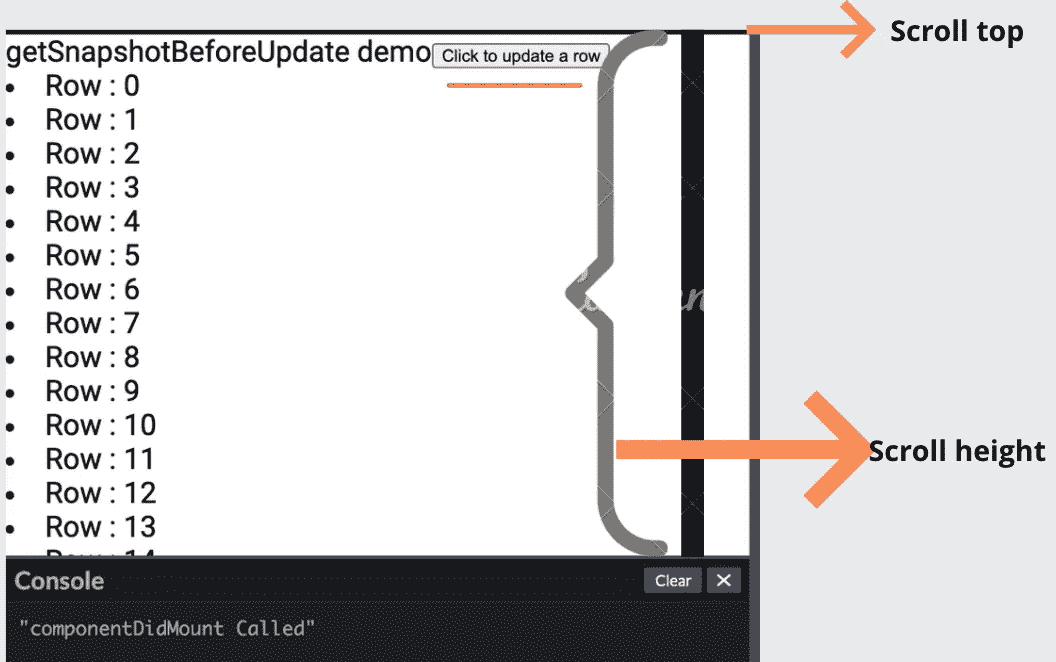 Scroll top
getSnapshotBeforeUpdate demo Click to update a row
Row : 0
Row : 1
Row : 2
Row : 3
Row : 4
Row : 5
Row : 6
Row : 7
Row : 8
Row : 9
Row : 10
Row : 11
Scroll height
Row : 12
Row : 13
Row : 14
Console Clear ✕
"componentDidMount Called"